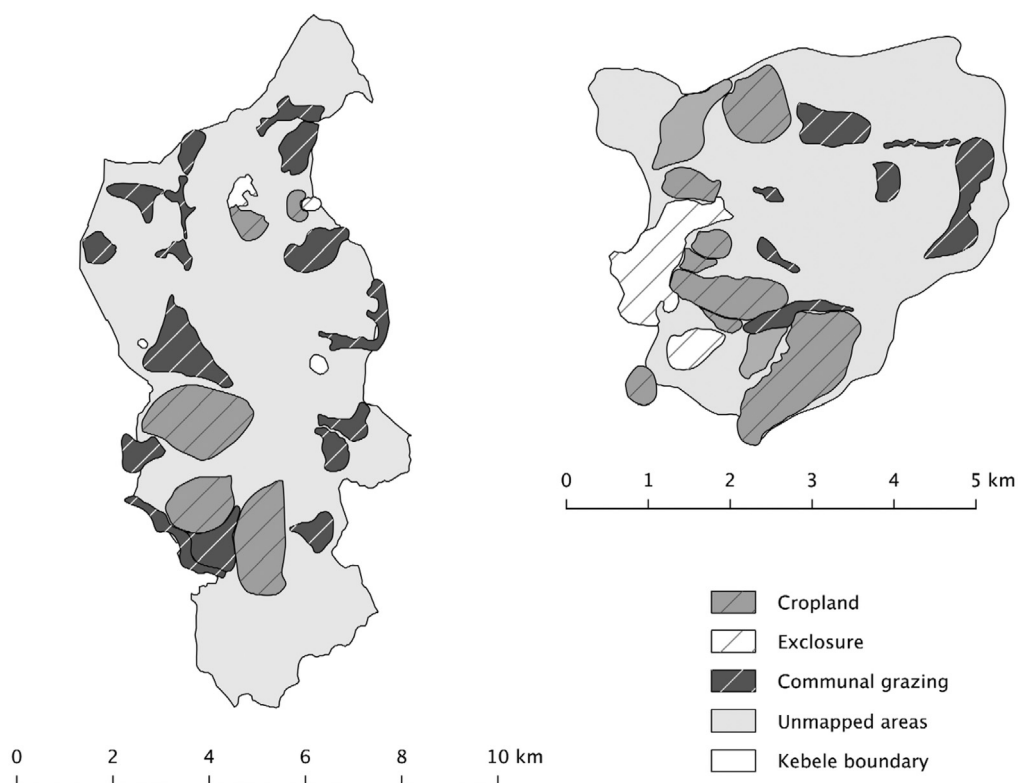 0 1 2 3 4 5 km
Cropland
Exclosure
Communal grazing
Unmapped areas
Kebele boundary
0 2 4 6 8 10 km